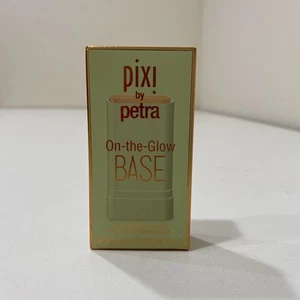 pixi
by
petra
On-the-Glow
BASE